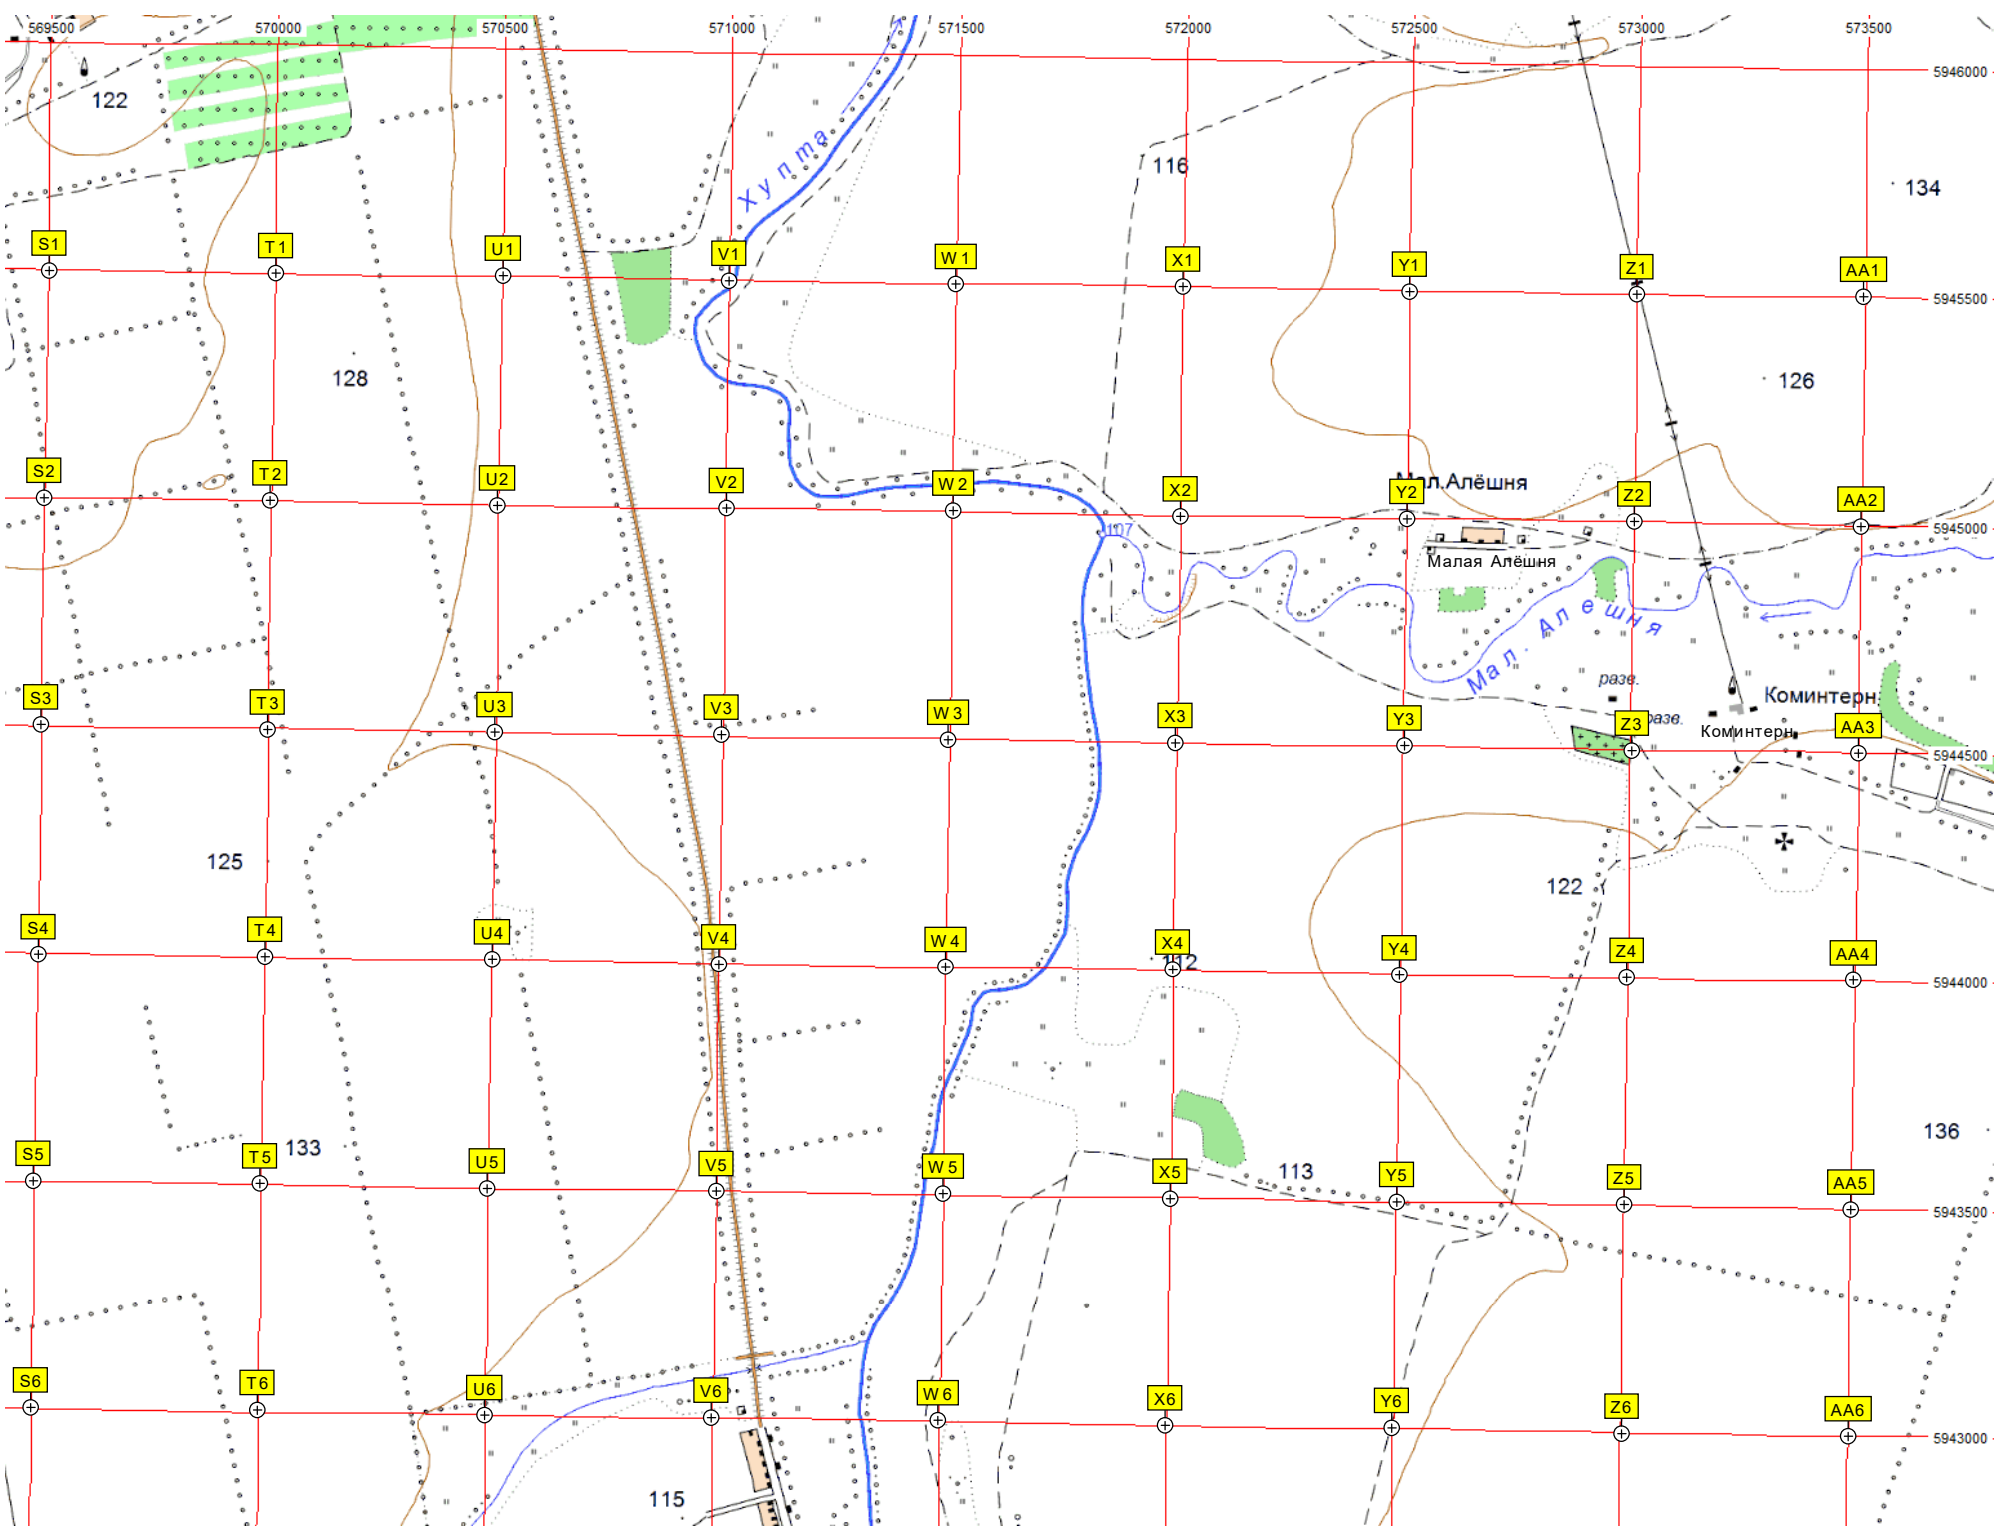 569500 570000 570500 571000 571500 572000 572500 573000 573500
5946000
122
Хупта
116
134
S1 T1 U1 V1 W1 X1 Y1 Z1 AA1
5945500
128
126
S2 T2 U2 V2 W2 X2 Y2 Z2 AA2
Мал.Алёшня
107
5945000
Малая Алёшня
Мал. Алешня
разв.
Коминтерн.
S3 T3 U3 V3 W3 X3 Y3 Z3 AA3
разв.
Коминтерн
5944500
125
122
S4 T4 U4 V4 W4 X4 Y4 Z4 AA4
112
5944000
133
136
113
S5 T5 U5 V5 W5 X5 Y5 Z5 AA5
5943500
S6 T6 U6 V6 W6 X6 Y6 Z6 AA6
5943000
115